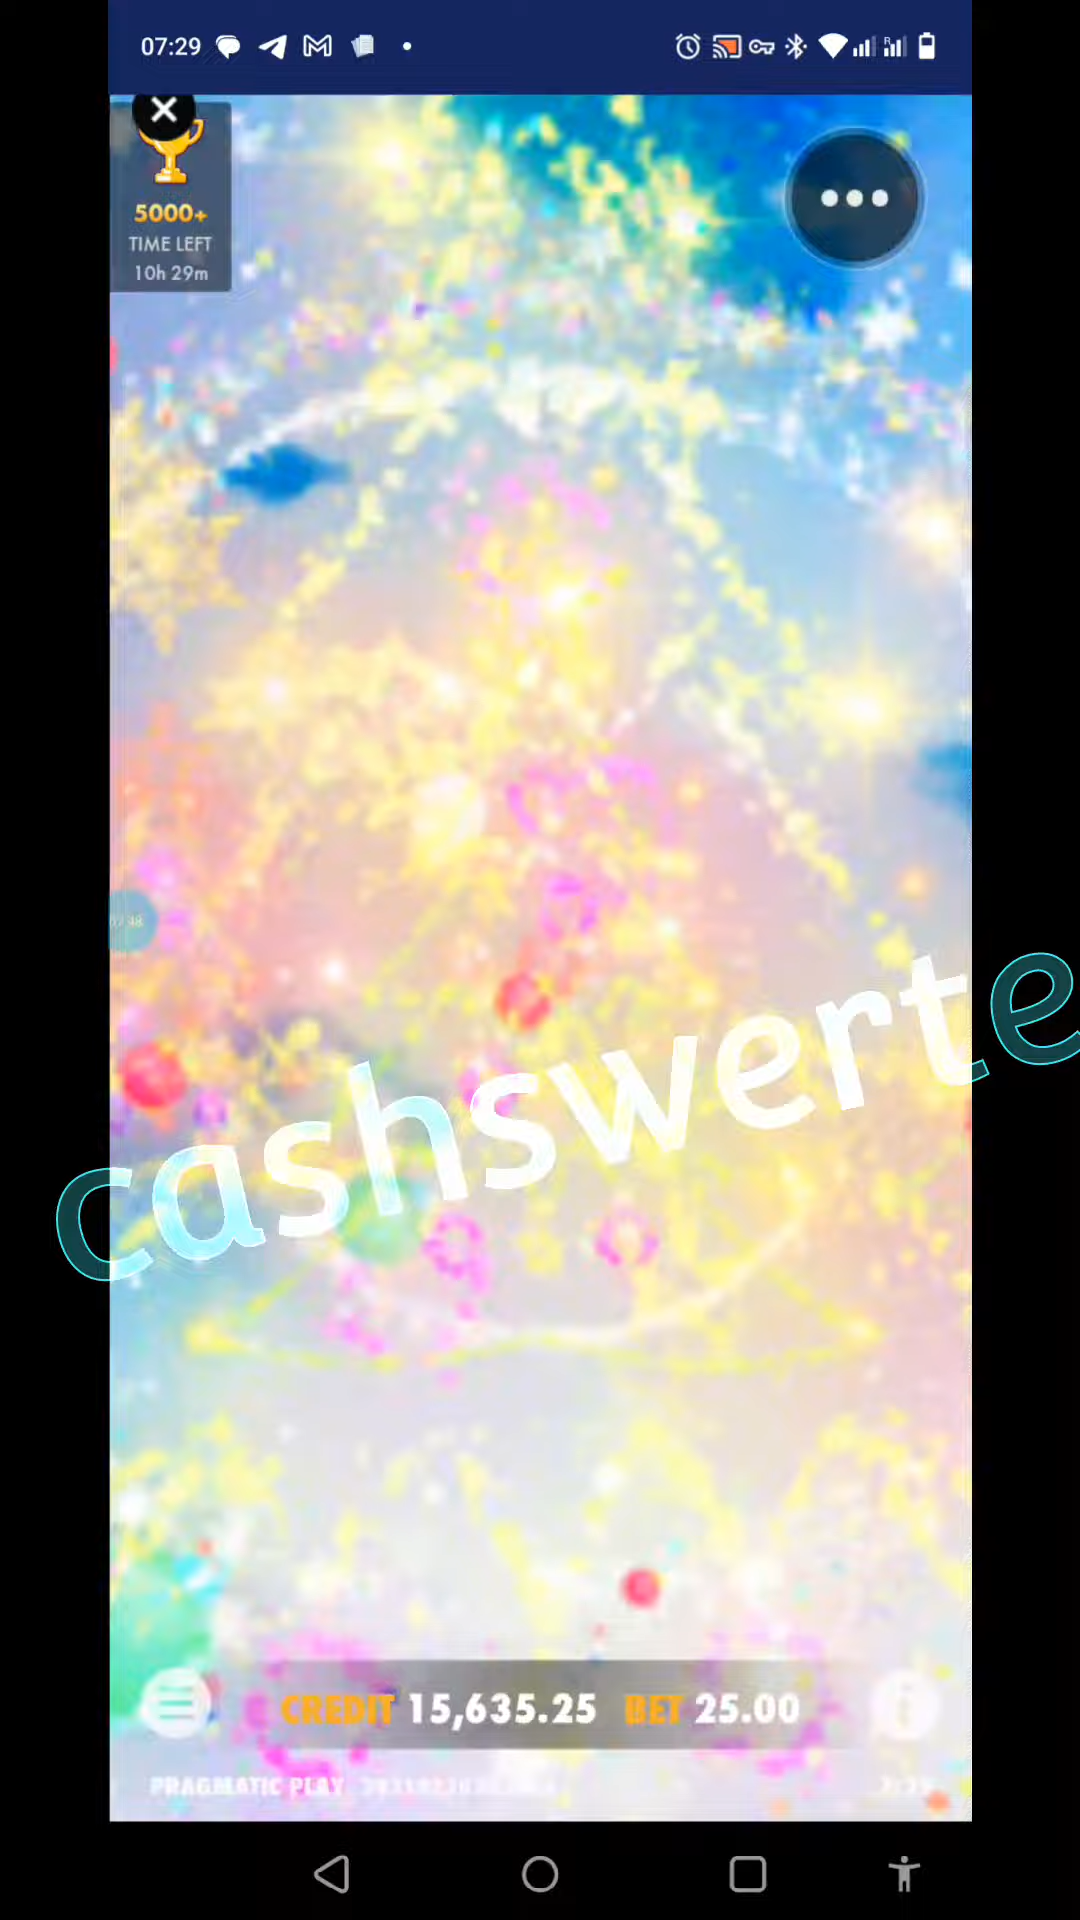 07:29
5000+
TIME LEFT
10h 29m
cashswerte
CREDIT 15,635.25 BET 25.00
PRAGMATIC PLAY